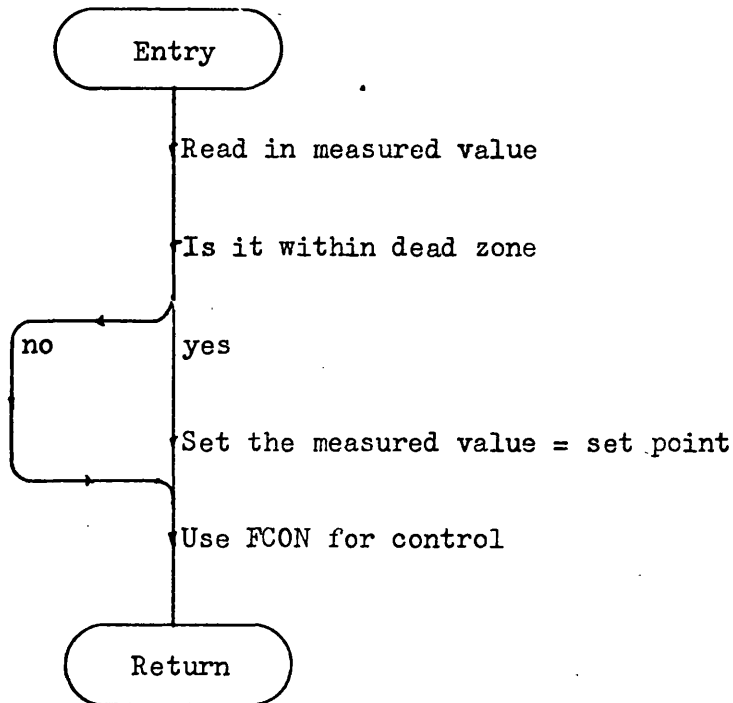 Entry
Read in measured value
Is it within dead zone
no
yes
Set the measured value = set point
Use FCON for control
Return